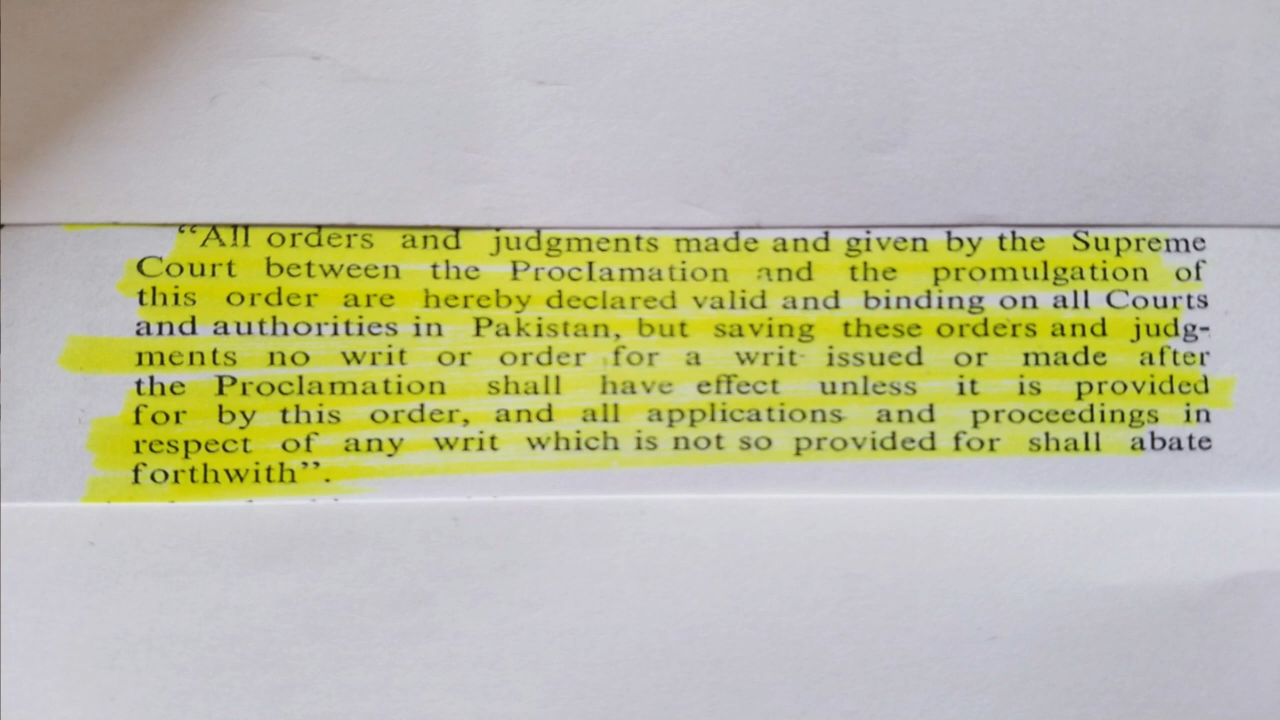 “All orders and judgments made and given by the Supreme
Court between the Proclamation and the promulgation of
this order are hereby declared valid and binding on all Courts
and authorities in Pakistan, but saving these orders and judg-
ments no writ or order for a writ issued or made after
the Proclamation shall have effect unless it is provided
for by this order, and all applications and proceedings in
respect of any writ which is not so provided for shall abate
forthwith”.